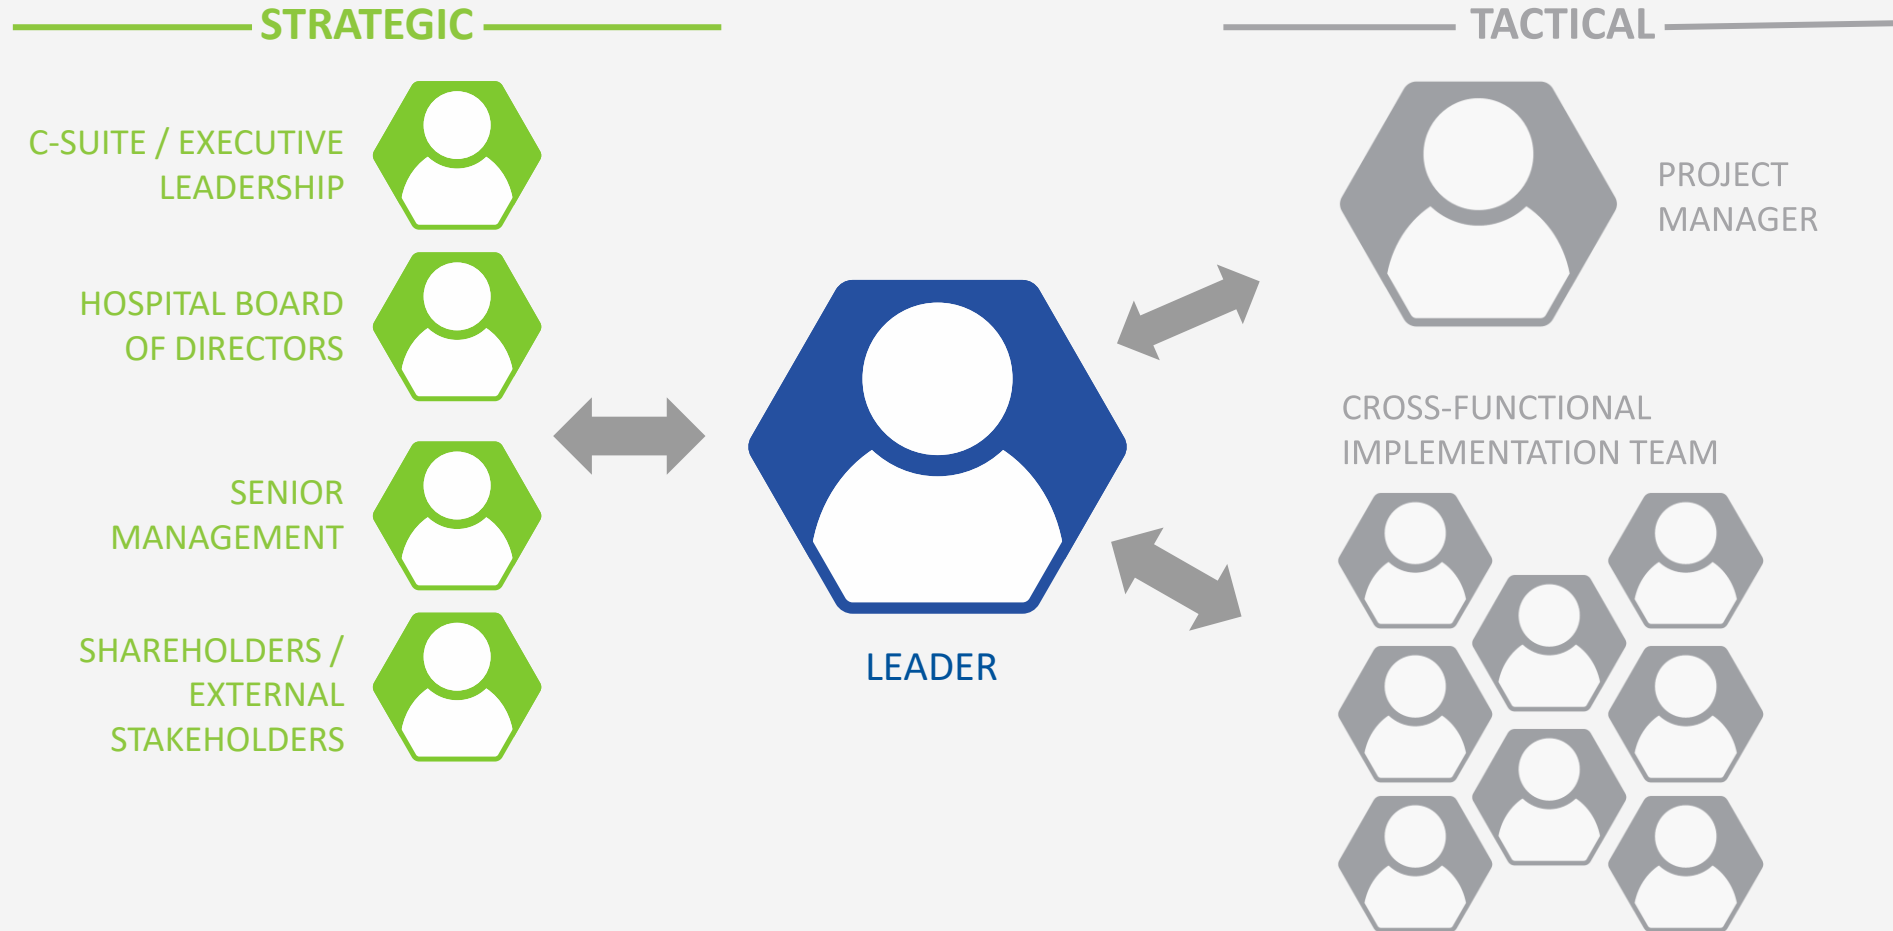 STRATEGIC
C-SUITE / EXECUTIVE
LEADERSHIP
HOSPITAL BOARD
OF DIRECTORS
SENIOR
MANAGEMENT
SHAREHOLDERS /
EXTERNAL
STAKEHOLDERS
LEADER
TACTICAL
PROJECT
MANAGER
CROSS-FUNCTIONAL
IMPLEMENTATION TEAM